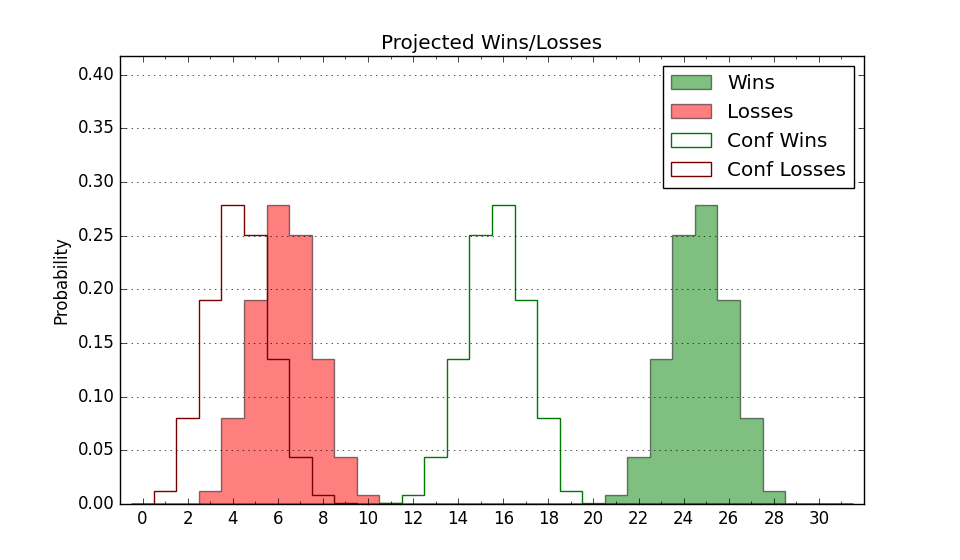 Projected Wins/Losses
Wins
Losses
Conf Wins
Conf Losses
Probability
0.40
0.35
0.30
0.25
0.20
0.15
0.10
0.05
0.00
0 2 4 6 8 10 12 14 16 18 20 22 24 26 28 30